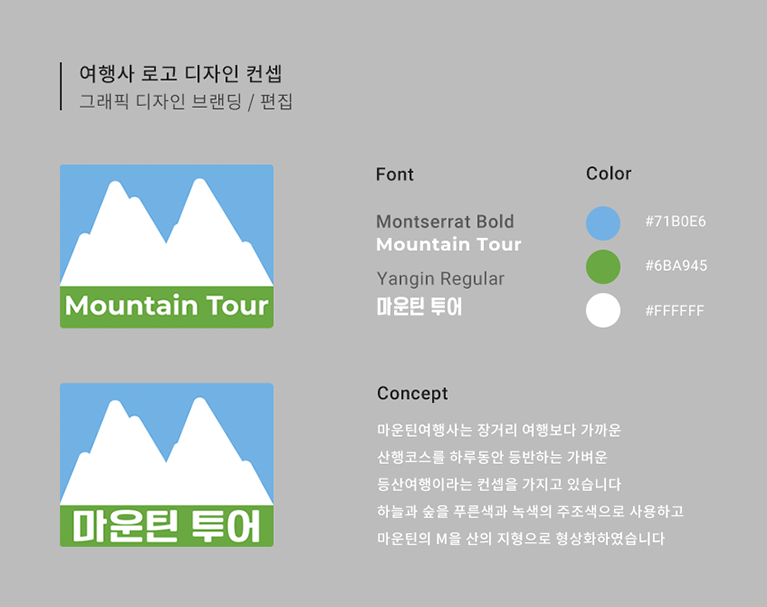 여행사 로고 디자인 컨셉
그래픽 디자인 브랜딩 / 편집
Mountain Tour
마운틴 투어
Font
Montserrat Bold
Mountain Tour
Yangin Regular
마운틴 투어
Color
#71B0E6
#6BA945
#FFFFFF
Concept
마운틴여행사는 장거리 여행보다 가까운
산행코스를 하루동안 등반하는 가벼운
등산여행이라는 컨셉을 가지고 있습니다
하늘과 숲을 푸른색과 녹색의 주조색으로 사용하고
마운틴의 M을 산의 지형으로 형상화하였습니다